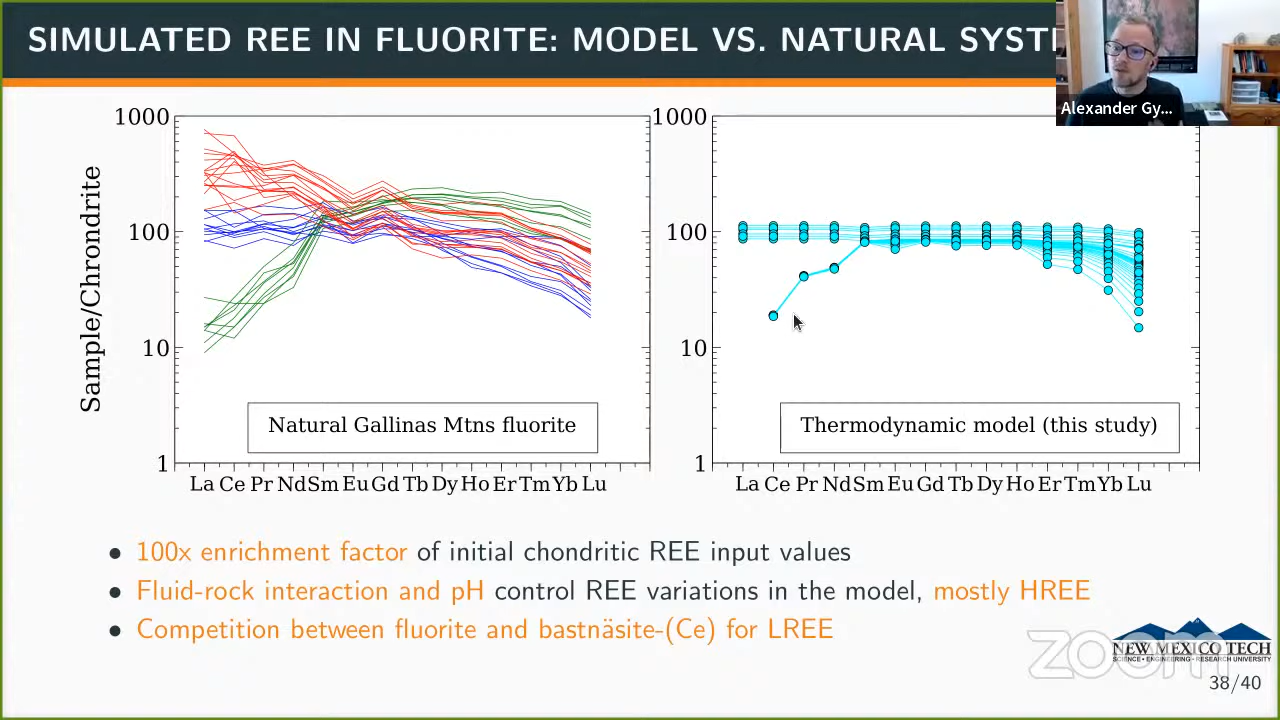 SIMULATED REE IN FLUORITE: MODEL VS. NATURAL SYST
Alexander Gy...
1000
100
10
1
Sample/Chondrite
Natural Gallinas Mtns fluorite
La Ce Pr Nd Sm Eu Gd Tb Dy Ho Er Tm Yb Lu
1000
100
10
1
Thermodynamic model (this study)
La Ce Pr Nd Sm Eu Gd Tb Dy Ho Er Tm Yb Lu
• 100x enrichment factor of initial chondritic REE input values
• Fluid-rock interaction and pH control REE variations in the model, mostly HREE
• Competition between fluorite and bastnäsite-(Ce) for LREE
zoom
NEW MEXICO TECH
SCIENCE • ENGINEERING • RESEARCH UNIVERSITY
38/40